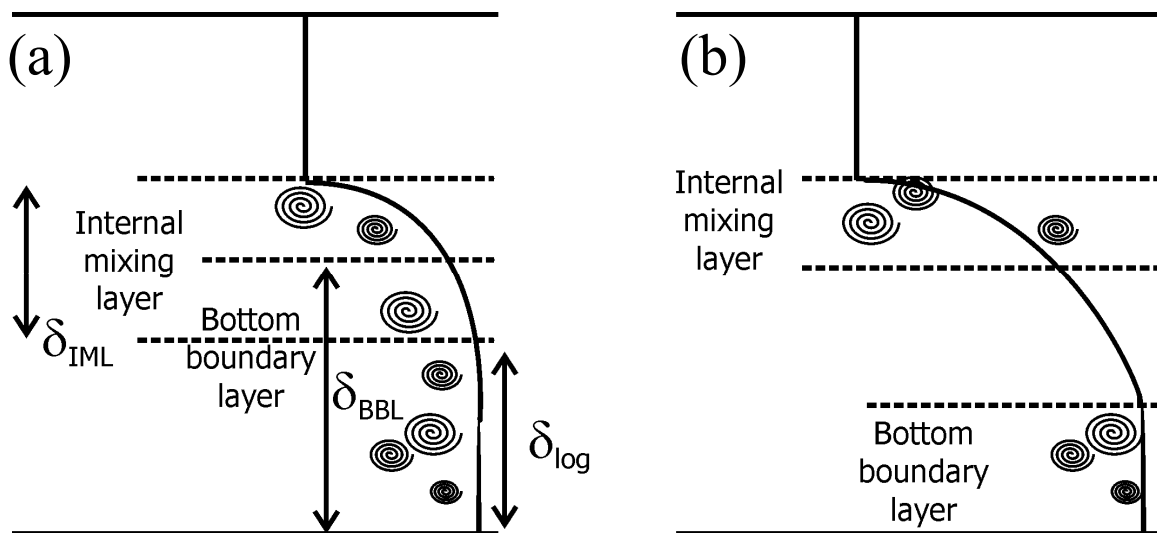 (a)
Internal
mixing
layer
δIML
Bottom
boundary
layer
δBBL
δlog
(b)
Internal
mixing
layer
Bottom
boundary
layer